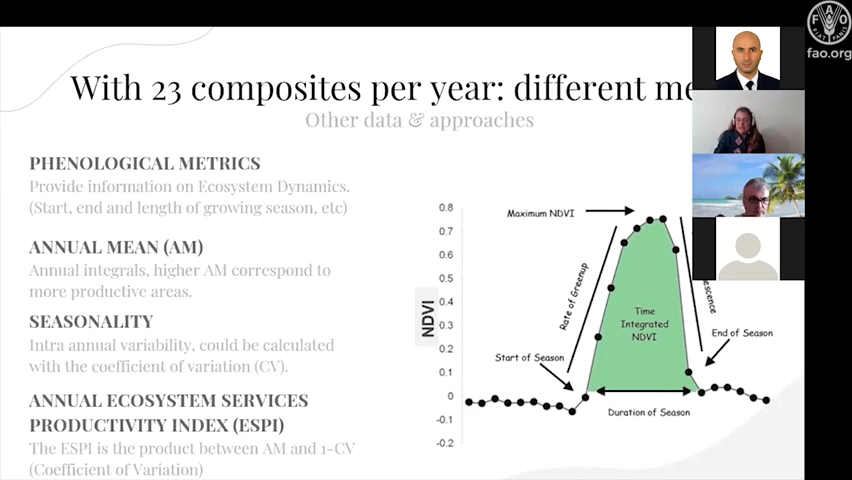 With 23 composites per year: different me
Other data & approaches
PHENOLOGICAL METRICS
Provide information on Ecosystem Dynamics.
(Start, end and length of growing season, etc)
ANNUAL MEAN (AM)
Annual integrals, higher AM correspond to
more productive areas.
SEASONALITY
Intra annual variability, could be calculated
with the coefficient of variation (CV).
ANNUAL ECOSYSTEM SERVICES
PRODUCTIVITY INDEX (ESPI)
The ESPI is the product between AM and 1-CV
(Coefficient of Variation)
NDVI
0.8
0.7
0.6
0.5
0.4
0.3
0.2
0.1
0
-0.1
-0.2
Maximum NDVI
Rate of Greenup
Time
Integrated
NDVI
escence
Start of Season
End of Season
Duration of Season
FAO
FIAT PANIS
fao.org